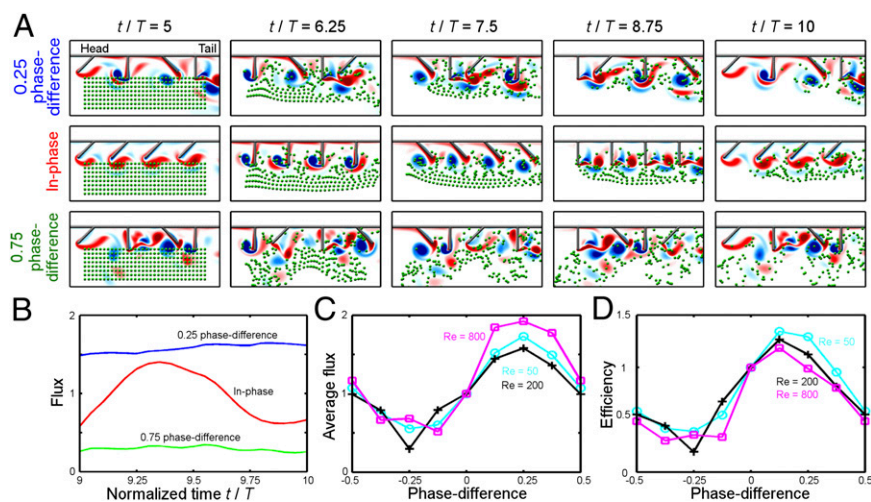 A
t / T = 5
t / T = 6.25
t / T = 7.5
t / T = 8.75
t / T = 10
0.25
phase-
difference
Head
Tail
In-phase
0.75
phase-
difference
B
2
1
0
Flux
0.25 phase-difference
In-phase
0.75 phase-difference
9
9.25
9.5
9.75
10
Normalized time t / T
C
2
1
0
Average flux
Re = 800
Re = 50
Re = 200
-0.5
-0.25
0
0.25
0.5
Phase-difference
D
1.5
1
0.5
0
Efficiency
Re = 50
Re = 200
Re = 800
-0.5
-0.25
0
0.25
0.5
Phase-difference